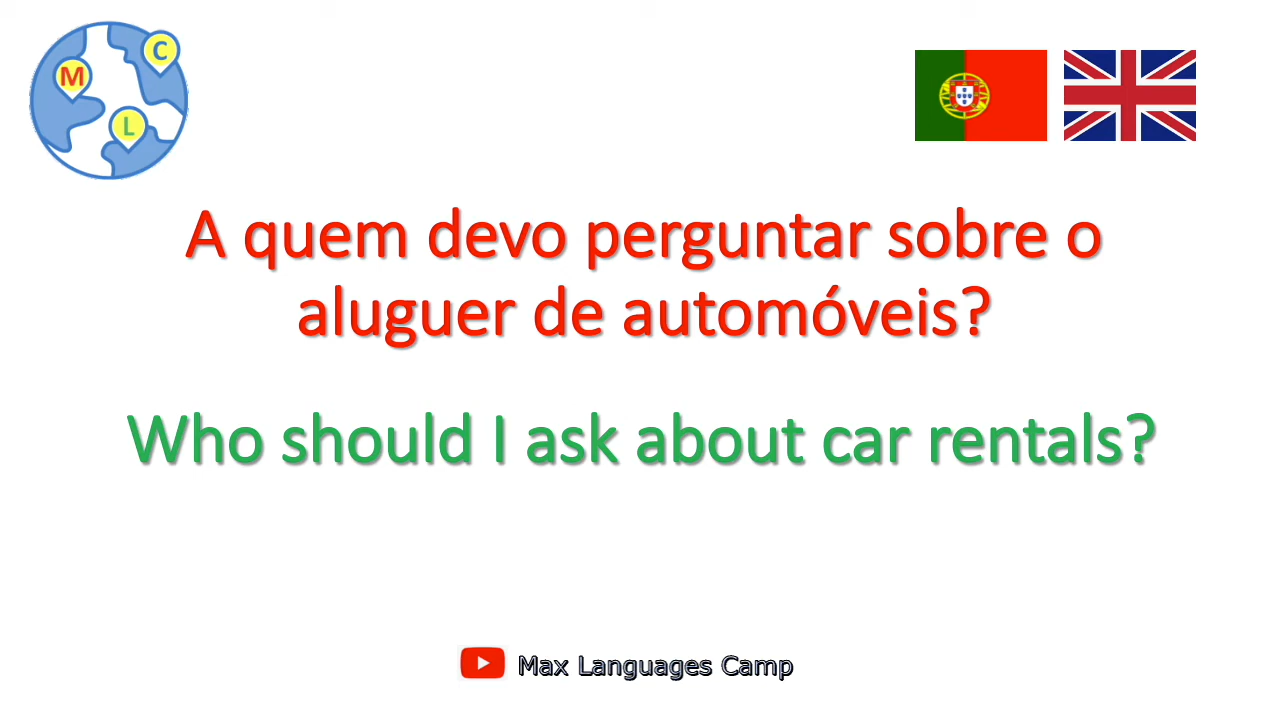 M
C
L
A quem devo perguntar sobre o
aluguer de automóveis?
Who should I ask about car rentals?
Max Languages Camp